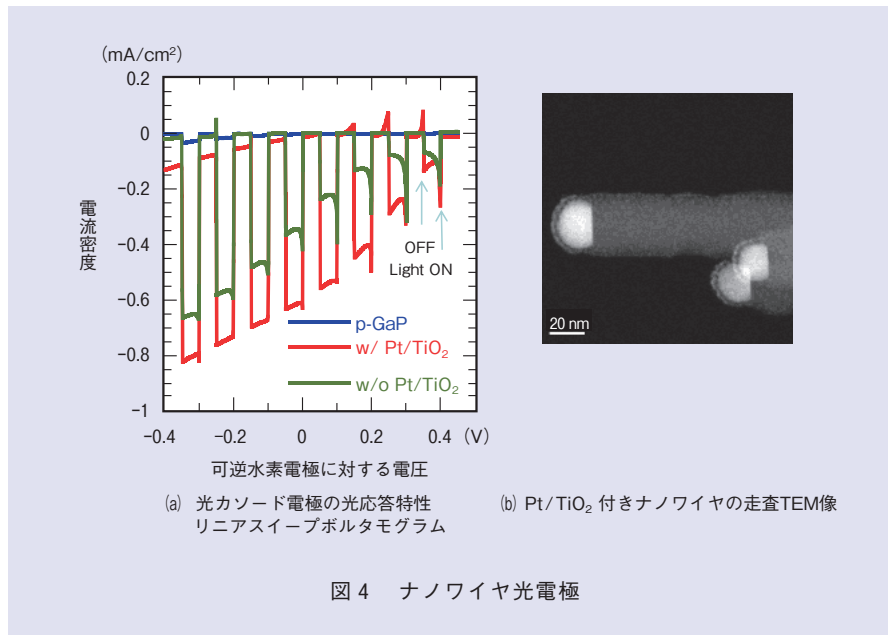 (mA/cm²)
0.2
0
−0.2
−0.4
−0.6
−0.8
−1
電流密度
OFF
Light ON
p-GaP
w/ Pt/TiO₂
w/o Pt/TiO₂
−0.4 −0.2 0 0.2 0.4 (V)
可逆水素電極に対する電圧
20 nm
(a) 光カソード電極の光応答特性
リニアスイープボルタモグラム
(b) Pt/TiO₂ 付きナノワイヤの走査TEM像
図4 ナノワイヤ光電極